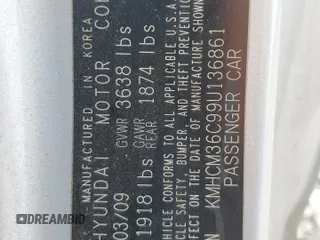 MANUFACTURED IN KOREA
HYUNDAI MOTOR CO
03/09 GVWR 3638 lbs
1918 lbs GAWR REAR 1874 lbs
VEHICLE CONFORMS TO ALL APPLICABLE U.S.A.
VEHICLE SAFETY, BUMPER, AND THEFT PREVENTION
EFFECT ON THE DATE OF MANUFACTURE SHOWN
KMHCM36C99U136861
PASSENGER CAR
DREAMBID